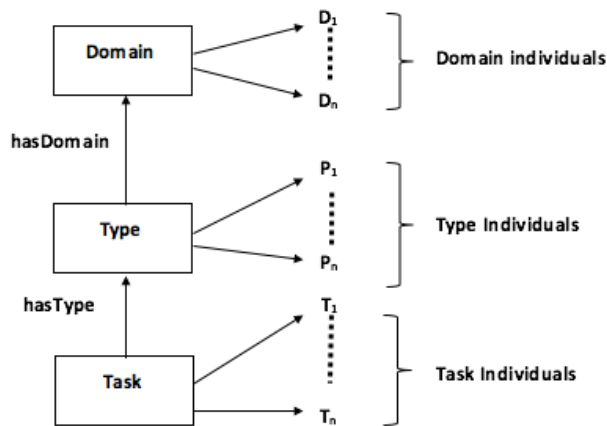 D₁
Domain
Domain individuals
Dₙ
hasDomain
P₁
Type
Type Individuals
Pₙ
hasType
T₁
Task
Task Individuals
Tₙ